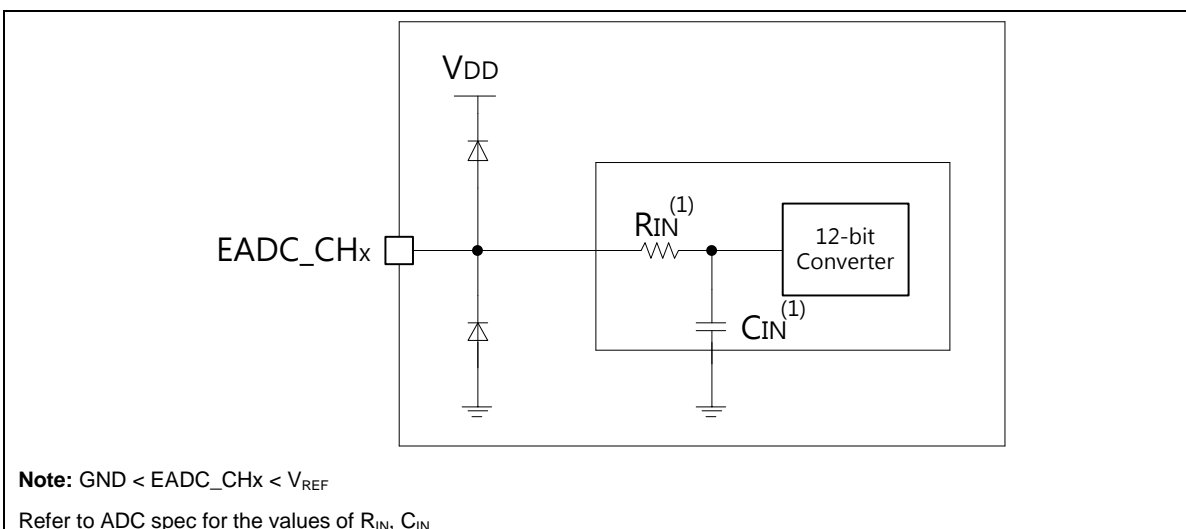 VDD
EADC_CHx
RIN(1)
12-bit
Converter
CIN(1)
Note: GND < EADC_CHx < VREF
Refer to ADC spec for the values of RIN, CIN